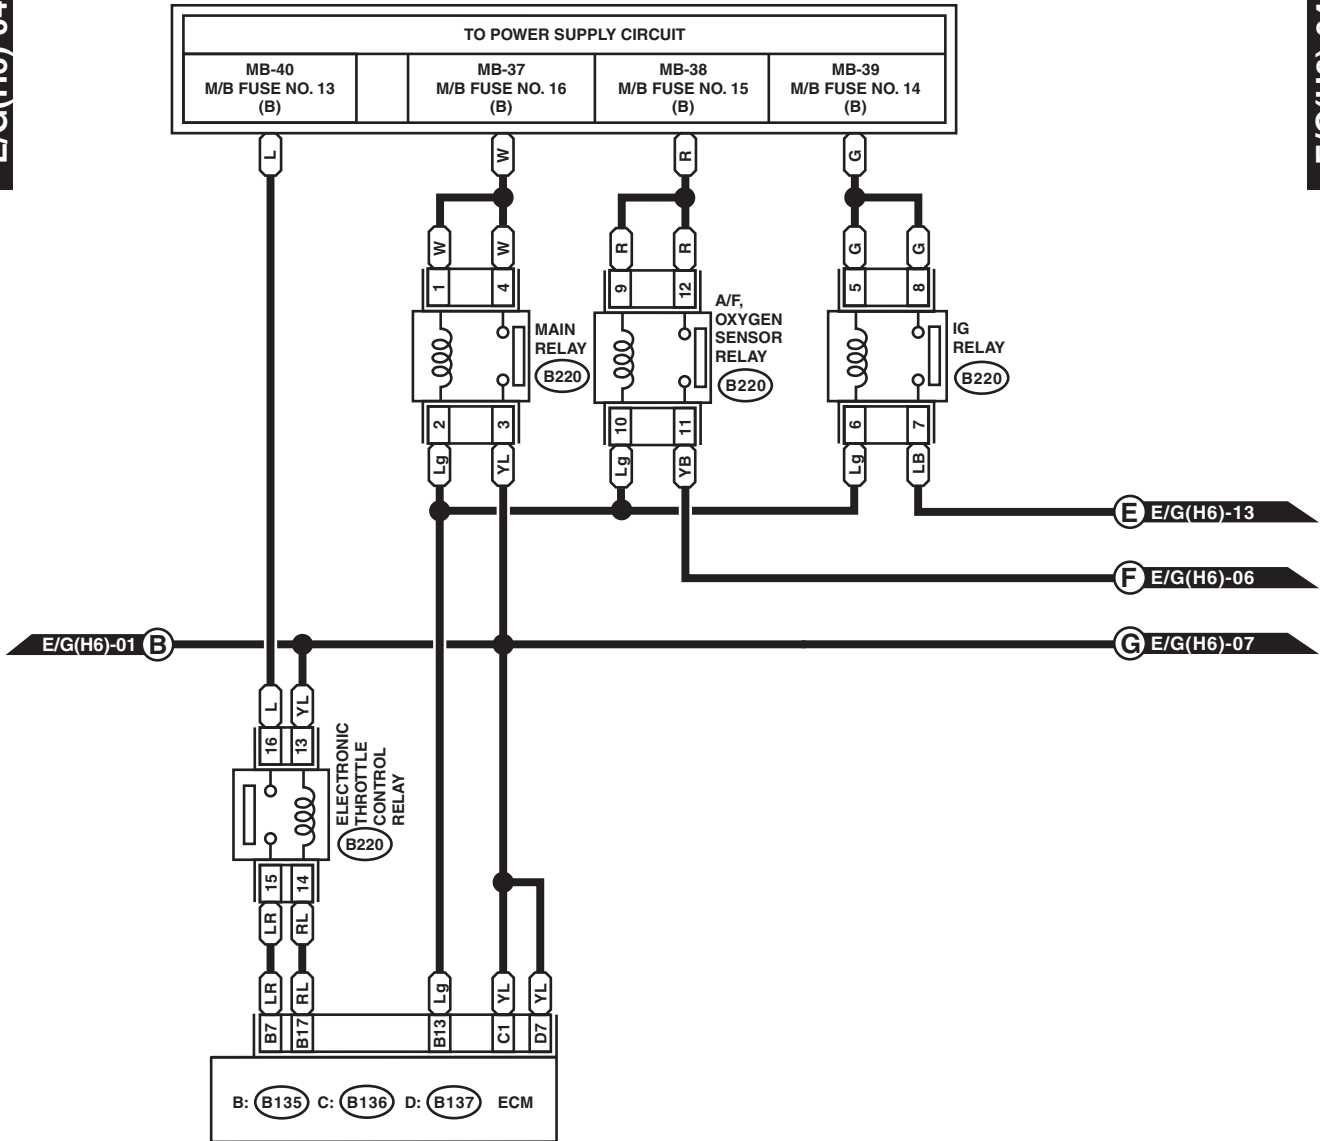 TO POWER SUPPLY CIRCUIT
MB-40
M/B FUSE NO. 13
(B)
MB-37
M/B FUSE NO. 16
(B)
MB-38
M/B FUSE NO. 15
(B)
MB-39
M/B FUSE NO. 14
(B)
L
W
R
G
W
W
R
R
G
G
1
4
9
12
5
8
MAIN
RELAY
B220
A/F,
OXYGEN
SENSOR
RELAY
B220
IG
RELAY
B220
2
3
10
11
6
7
Lg
YL
Lg
YB
Lg
LB
E E/G(H6)-13
F E/G(H6)-06
E/G(H6)-01 B
G E/G(H6)-07
L
YL
16
13
ELECTRONIC
THROTTLE
CONTROL
RELAY
B220
15
14
LR
RL
LR
RL
Lg
YL
YL
B7
B17
B13
C1
D7
B: B135 C: B136 D: B137 ECM